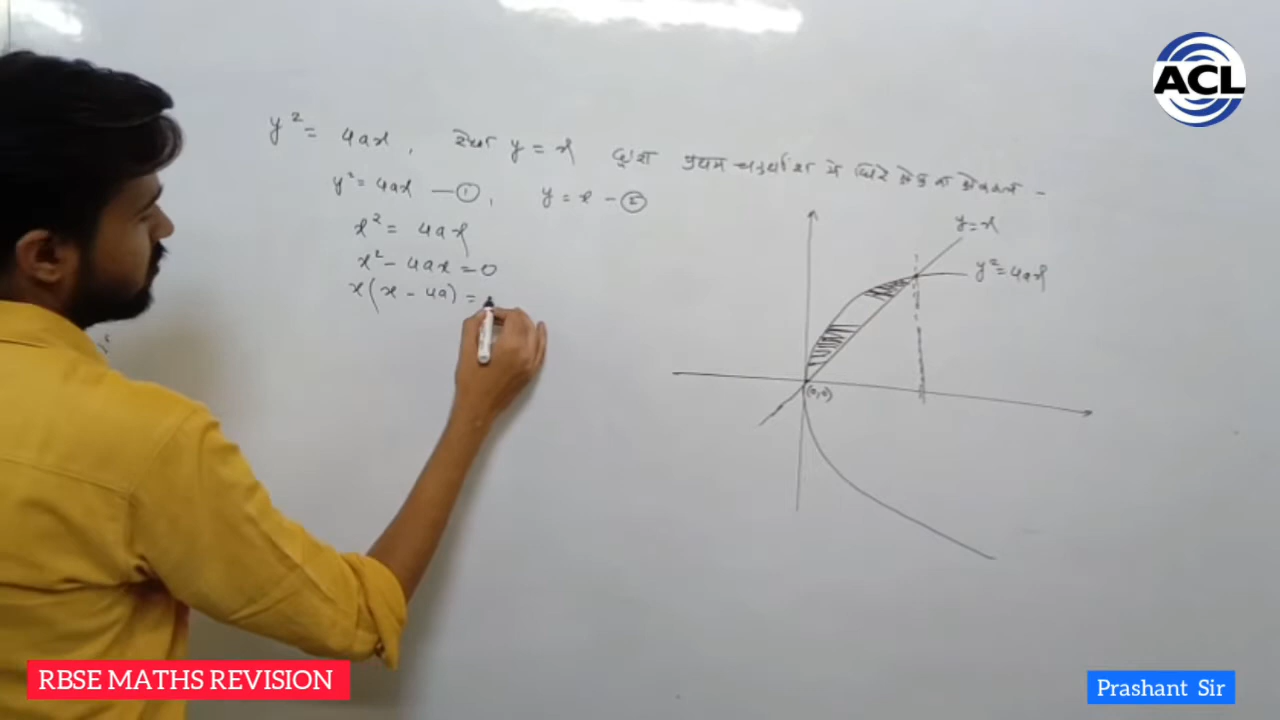 ACL
y² = 4ax, रेखा y = x द्वारा प्रथम चतुर्थांश में घिरे क्षेत्र का क्षेत्रफल -
y² = 4ax — ①, y = x - ②
x² = 4ax
x² - 4ax = 0
x(x - 4a) =
y = x
y² = 4ax
(0,0)
RBSE MATHS REVISION
Prashant Sir